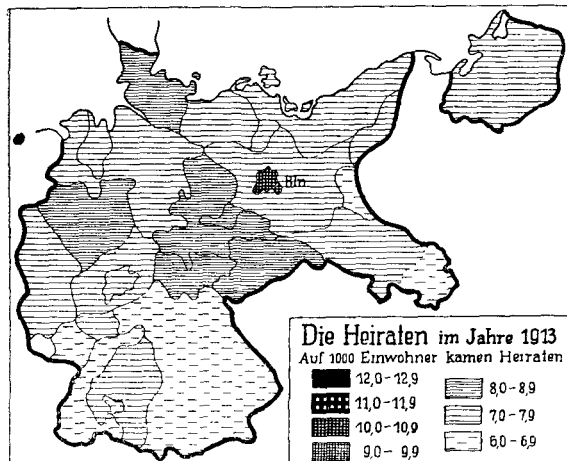 Bln.
Die Heiraten im Jahre 1913
Auf 1000 Einwohner kamen Heiraten
12,0-12,9
11,0-11,9
10,0-10,9
9,0-9,9
8,0-8,9
7,0-7,9
6,0-6,9